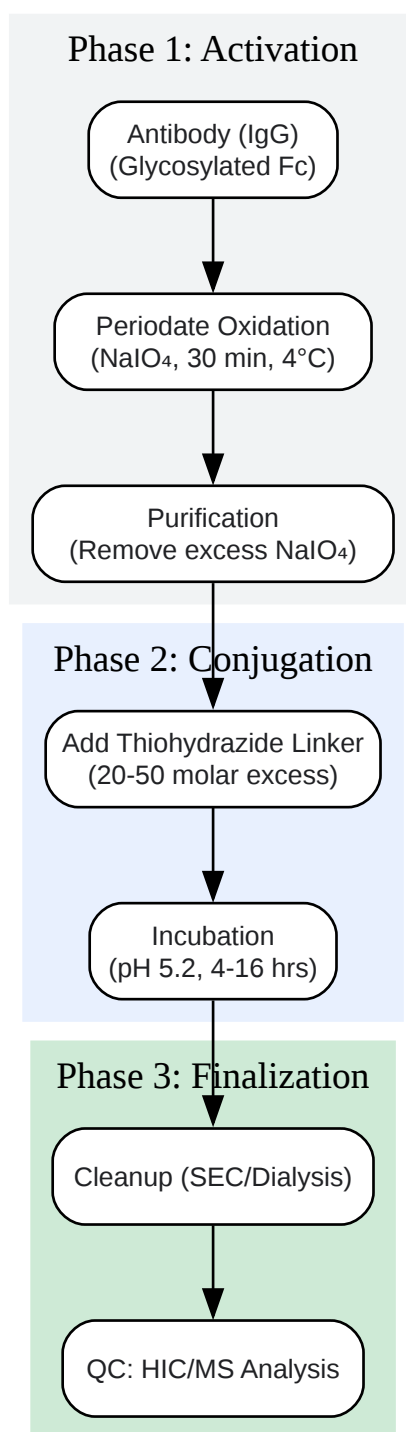 Phase 1: Activation
Antibody (IgG)
(Glycosylated Fc)
Periodate Oxidation
(NaIO₄, 30 min, 4°C)
Purification
(Remove excess NaIO₄)
Phase 2: Conjugation
Add Thiohydrazide Linker
(20-50 molar excess)
Incubation
(pH 5.2, 4-16 hrs)
Phase 3: Finalization
Cleanup (SEC/Dialysis)
QC: HIC/MS Analysis